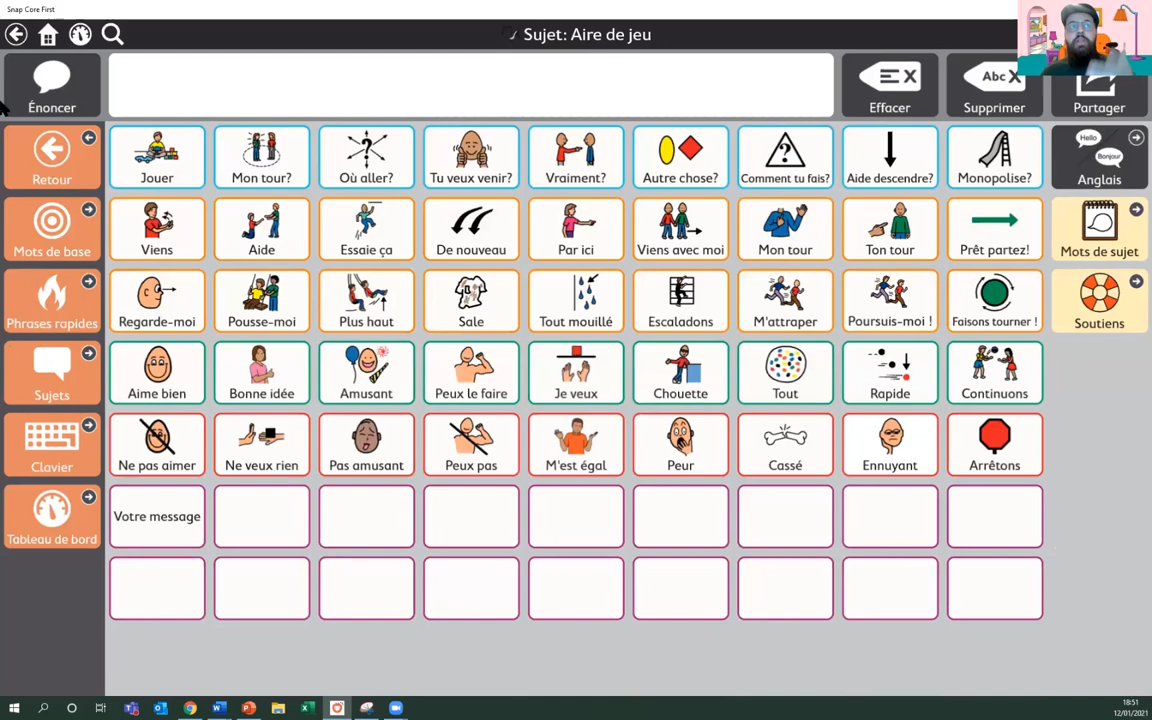 Snap Core First
Sujet: Aire de jeu
Énoncer
Effacer
Abc X
Supprimer
Partager
Retour
Jouer
Mon tour?
Où aller?
?
Tu veux venir?
Vraiment?
Autre chose?
?
Comment tu fais?
Aide descendre?
Monopolise?
Hello
Bonjour
Anglais
Mots de base
Viens
Aide
Essaie ça
De nouveau
Par ici
Viens avec moi
Mon tour
Ton tour
Prêt partez!
Mots de sujet
Phrases rapides
Regarde-moi
Pousse-moi
Plus haut
Sale
Tout mouillé
Escaladons
M'attraper
Poursuis-moi !
Faisons tourner !
Soutiens
Sujets
Aime bien
Bonne idée
Amusant
Peux le faire
Je veux
Chouette
Tout
Rapide
Continuons
Clavier
Ne pas aimer
Ne veux rien
Pas amusant
Peux pas
M'est égal
Peur
Cassé
Ennuyant
Arrêtons
Tableau de bord
Votre message
18:51
12/01/2021